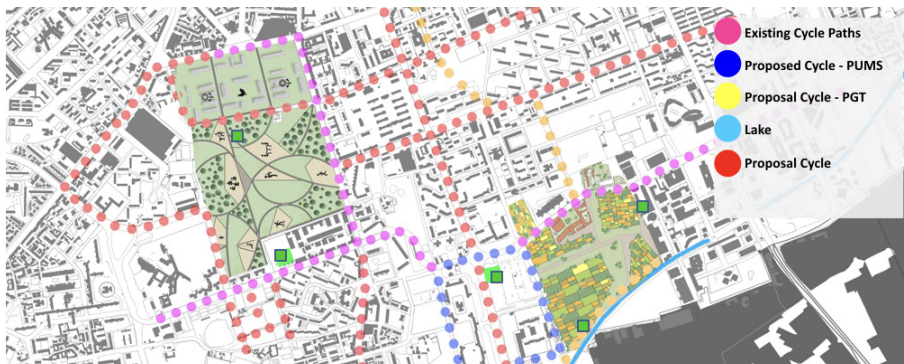 Existing Cycle Paths
Proposed Cycle - PUMS
Proposal Cycle - PGT
Lake
Proposal Cycle